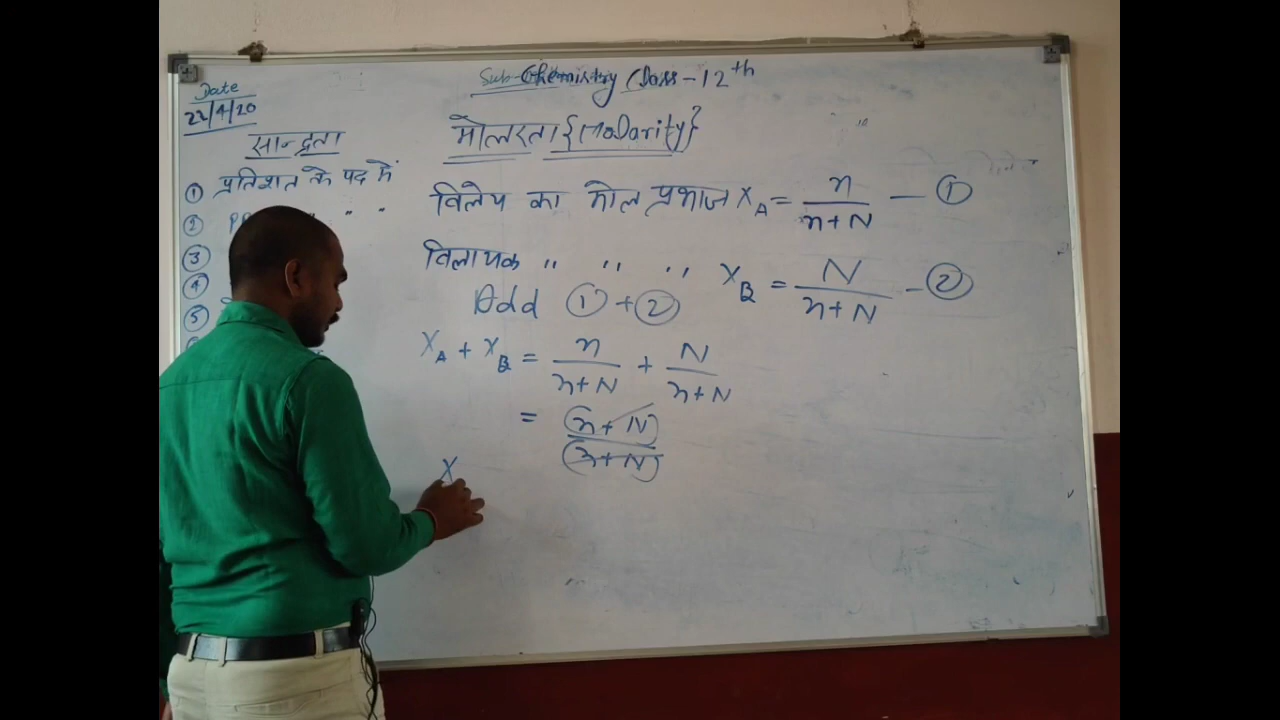 Sub- Chemistry Class-12th
Date
22/4/20
सान्द्रता
मोलरता {Molarity}
① प्रतिशत के पद में
② PP " "
③
④
⑤
विलेय का मोल प्रभाज X_A = n/(n+N) — ①
विलायक " " " X_B = N/(n+N) — ②
Add ① + ②
X_A + X_B = n/(n+N) + N/(n+N)
= (n+N)/(n+N)
X